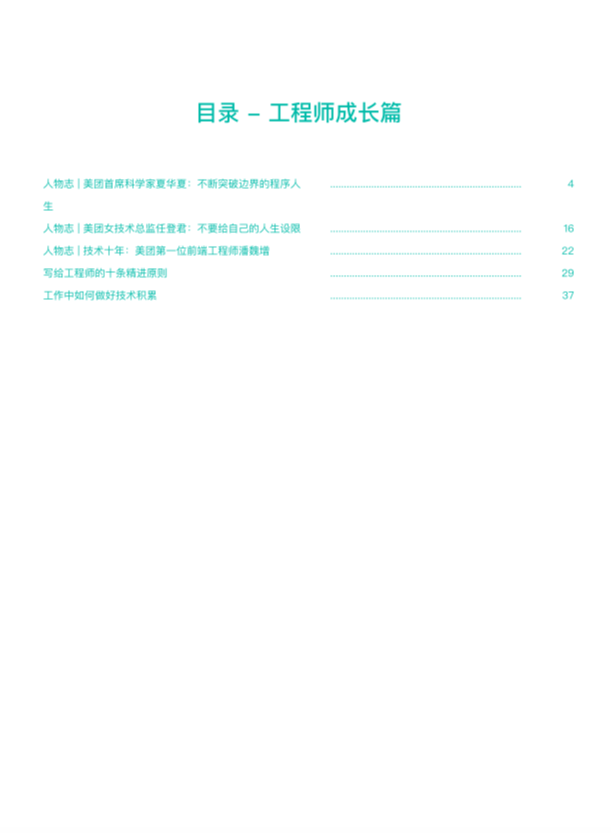 目录 - 工程师成长篇
人物志 | 美团首席科学家夏华夏：不断突破边界的程序人 4
生
人物志 | 美团女技术总监任登君：不要给自己的人生设限 16
人物志 | 技术十年：美团第一位前端工程师潘魏增 22
写给工程师的十条精进原则 29
工作中如何做好技术积累 37